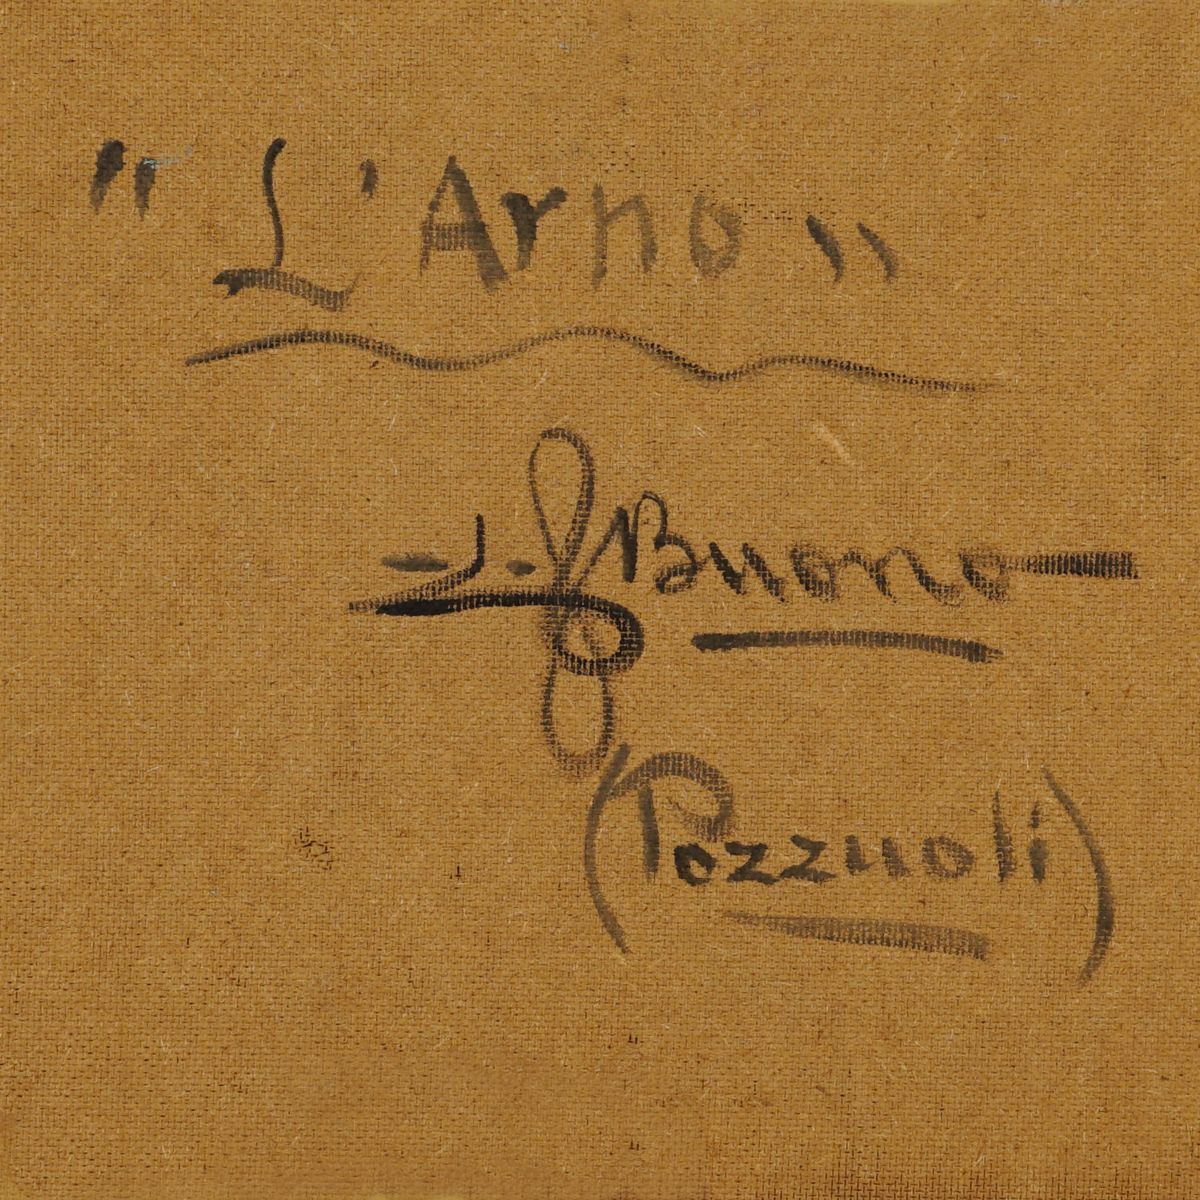 "L'Arno"
J. Buono
(Pozzuoli)